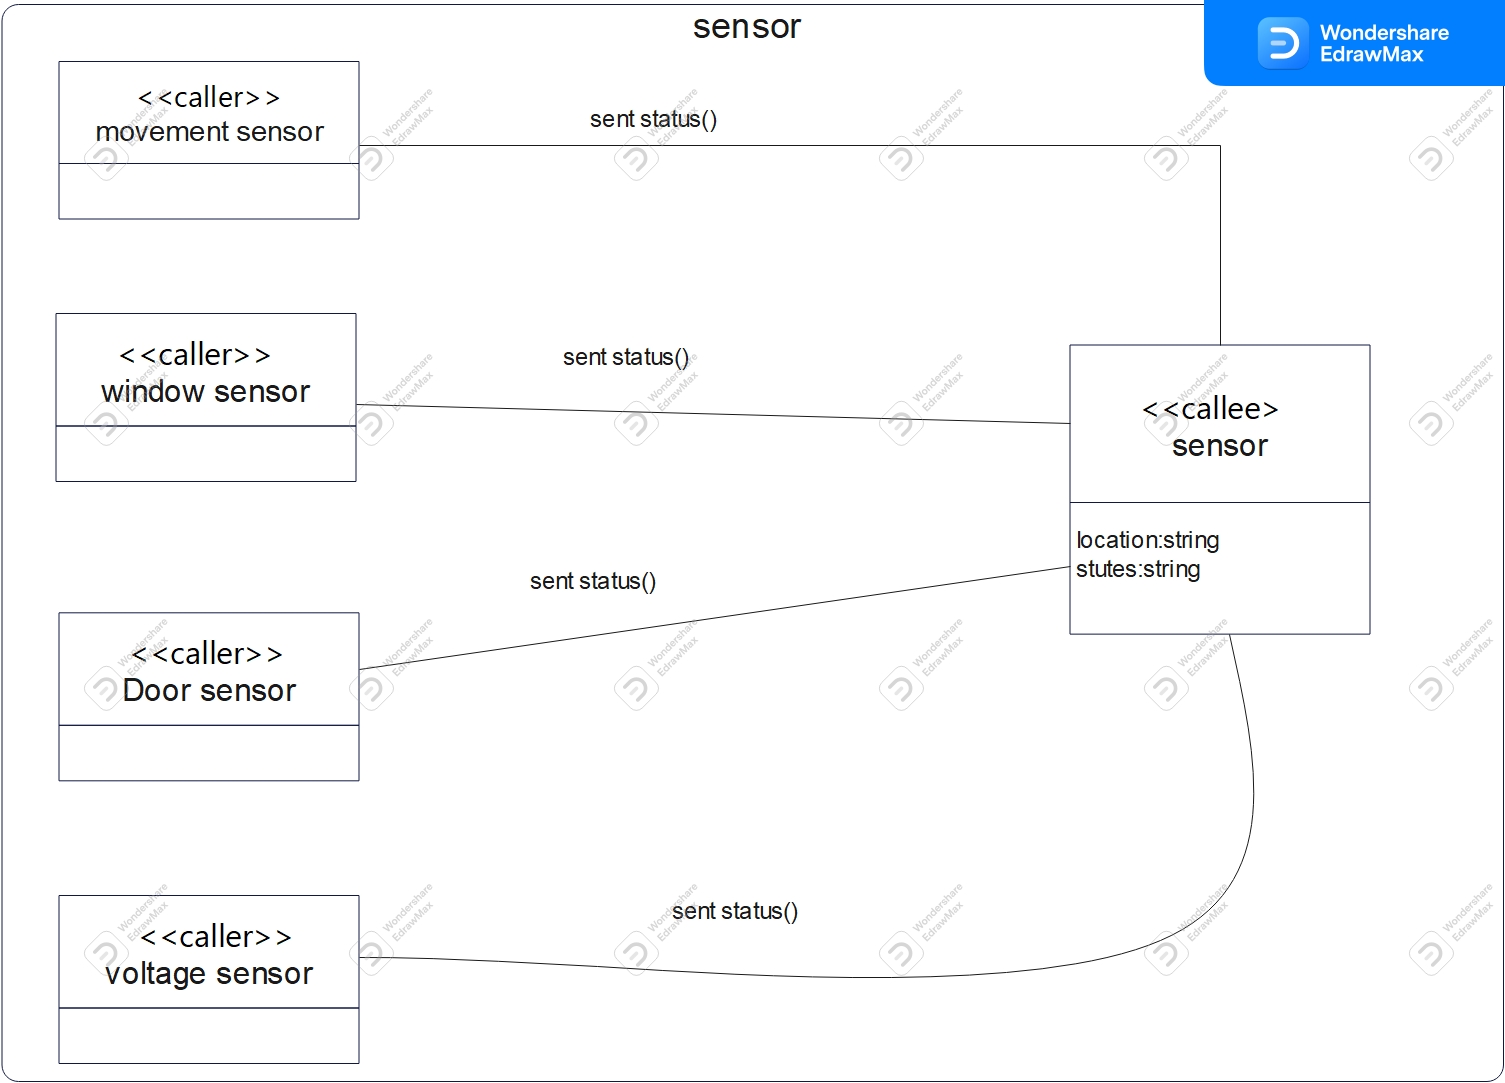 sensor
Wondershare
EdrawMax
<<caller>>
movement sensor
sent status()
<<caller>>
window sensor
sent status()
<<callee>
sensor
location:string
stutes:string
sent status()
<<caller>>
Door sensor
<<caller>>
voltage sensor
sent status()